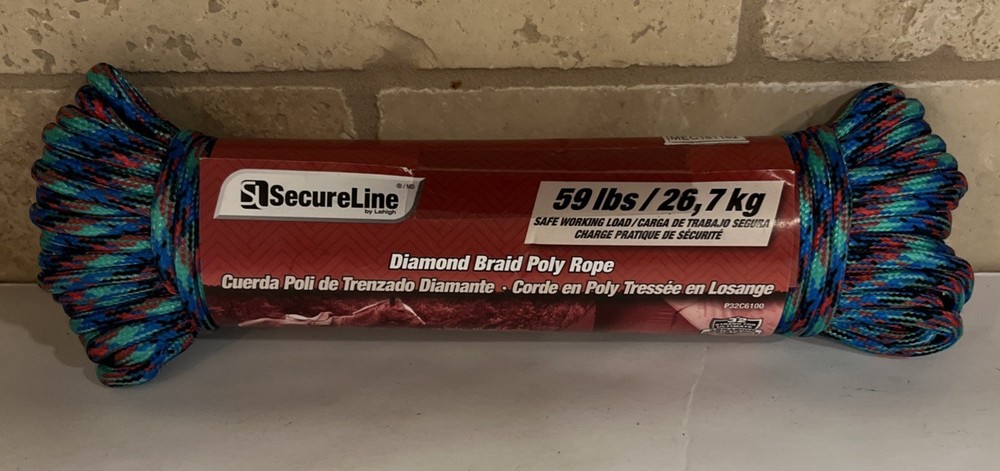 SecureLine
®/MD
by Lehigh
59 lbs / 26,7 kg
SAFE WORKING LOAD/CARGA DE TRABAJO SEGURA
CHARGE PRATIQUE DE SÉCURITÉ
Diamond Braid Poly Rope
Cuerda Poli de Trenzado Diamante · Corde en Poly Tressée en Losange
P32C6100